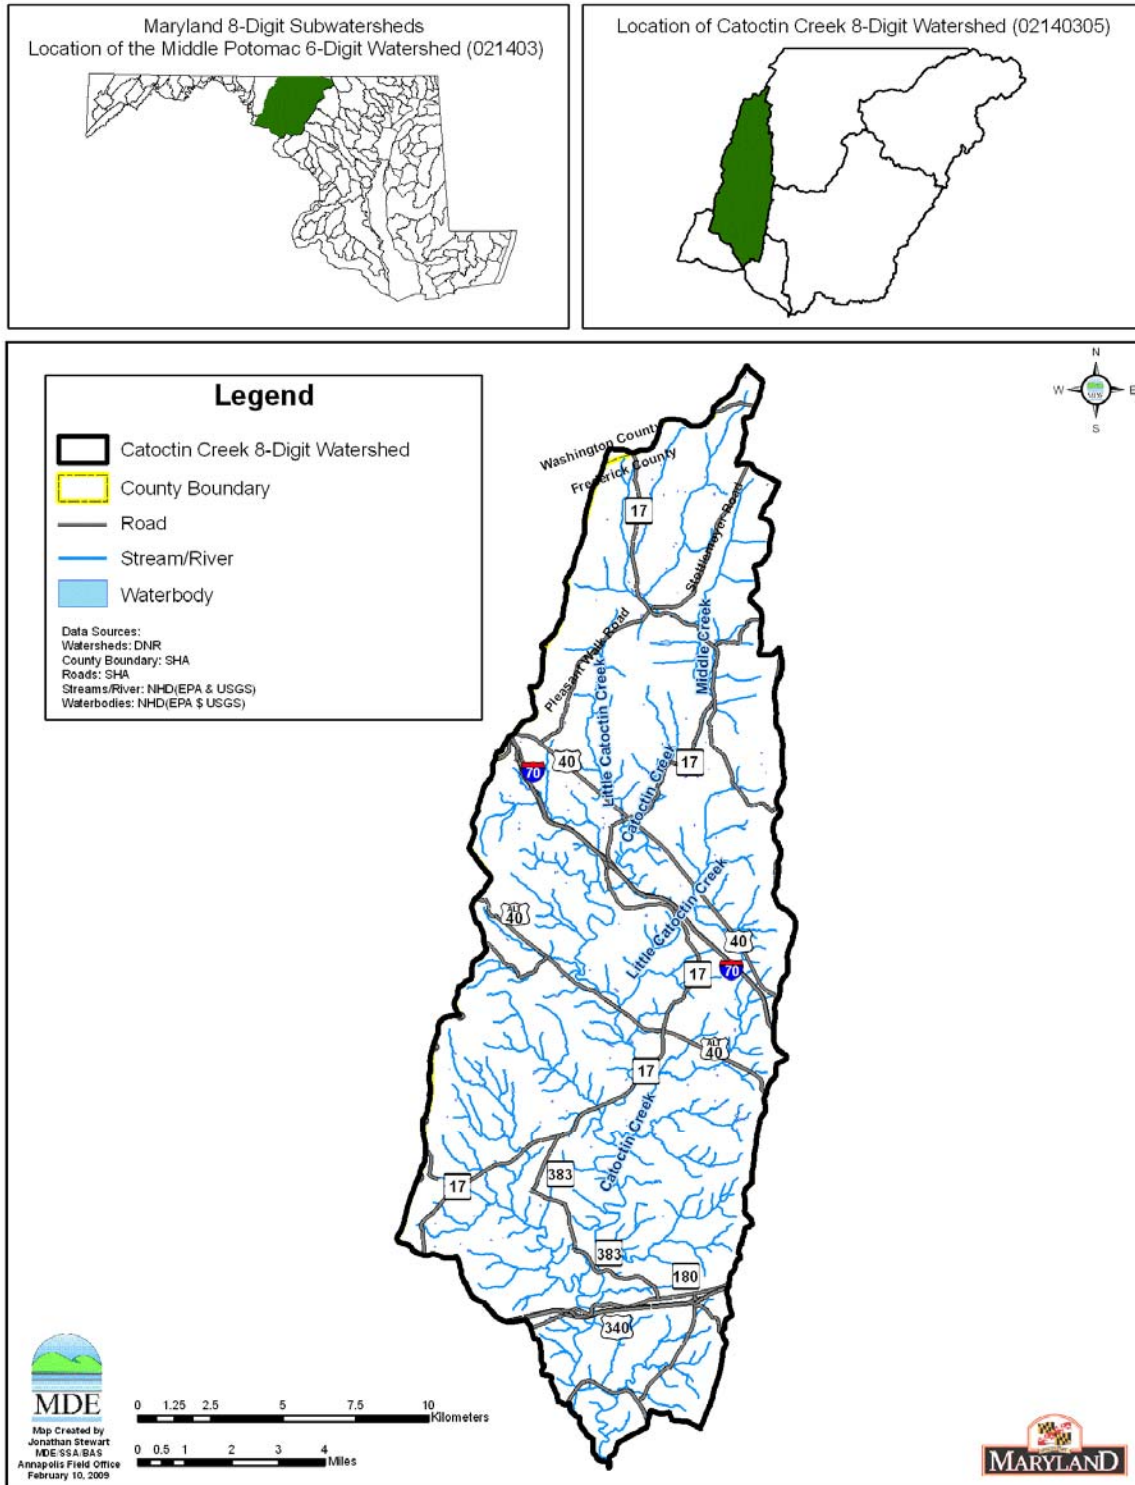 Maryland 8-Digit Subwatersheds
Location of the Middle Potomac 6-Digit Watershed (021403)
Location of Catoctin Creek 8-Digit Watershed (02140305)
N
W
E
S
MDE
Legend
Catoctin Creek 8-Digit Watershed
County Boundary
Road
Stream/River
Waterbody
Data Sources:
Watersheds: DNR
County Boundary: SHA
Roads: SHA
Streams/River: NHD(EPA & USGS)
Waterbodies: NHD(EPA $ USGS)
Washington County
Frederick County
17
Stottlemeyer Road
Pleasant Walk Road
Little Catoctin Creek
Middle Creek
40
70
17
Catoctin Creek
Little Catoctin Creek
ALT
40
40
17
70
ALT
40
17
Catoctin Creek
383
17
383
180
340
MDE
Map Created by
Jonathan Stewart
MDE/SSA/BAS
Annapolis Field Office
February 10, 2009
0 1.25 2.5 5 7.5 10
Kilometers
0 0.5 1 2 3 4
Miles
MARYLAND